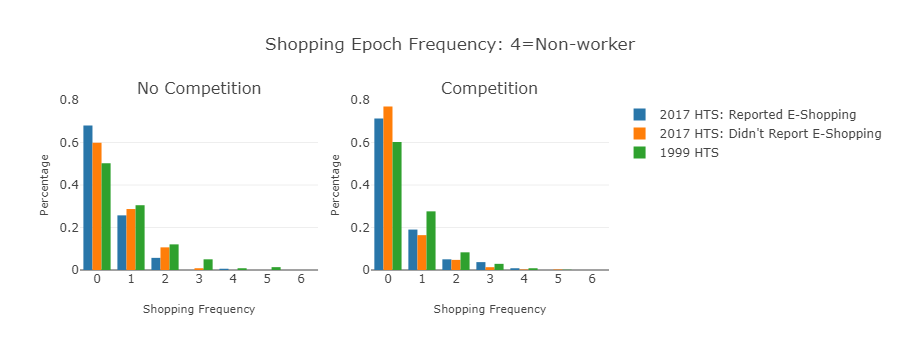 Shopping Epoch Frequency: 4=Non-worker
No Competition
Competition
0.8
0.6
0.4
0.2
0
Percentage
0 1 2 3 4 5 6
Shopping Frequency
0.8
0.6
0.4
0.2
0
Percentage
0 1 2 3 4 5 6
Shopping Frequency
2017 HTS: Reported E-Shopping
2017 HTS: Didn't Report E-Shopping
1999 HTS